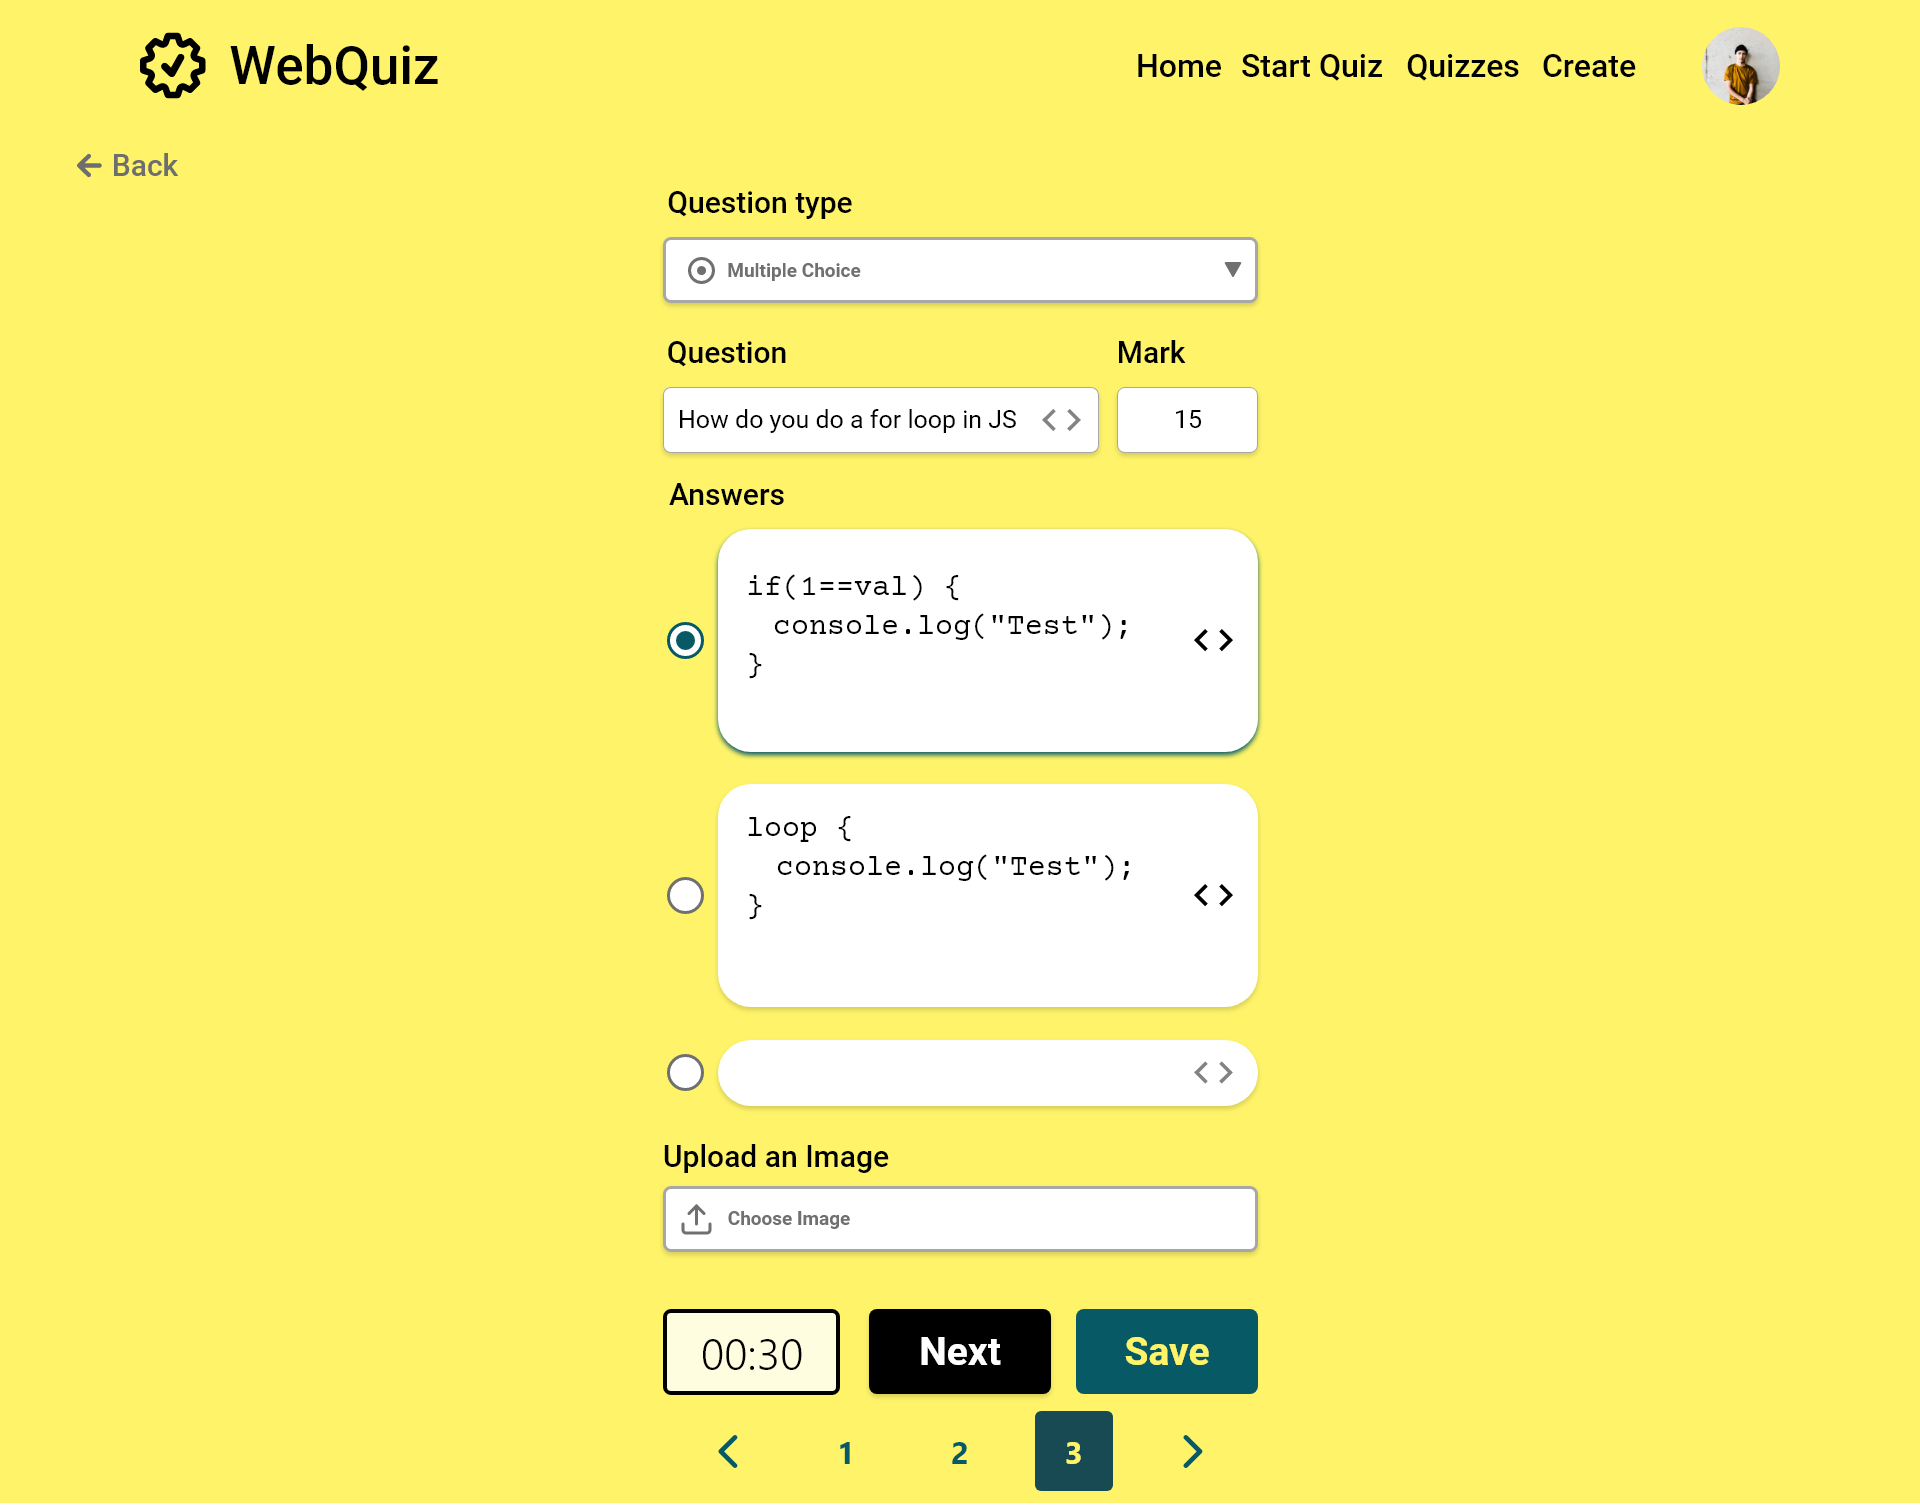 WebQuiz
Home Start Quiz Quizzes Create
Back
Question type
Multiple Choice
Question Mark
How do you do a for loop in JS 15
Answers
if(1==val) {
console.log("Test");
}
loop {
console.log("Test");
}
Upload an Image
Choose Image
00:30 Next Save
1 2 3